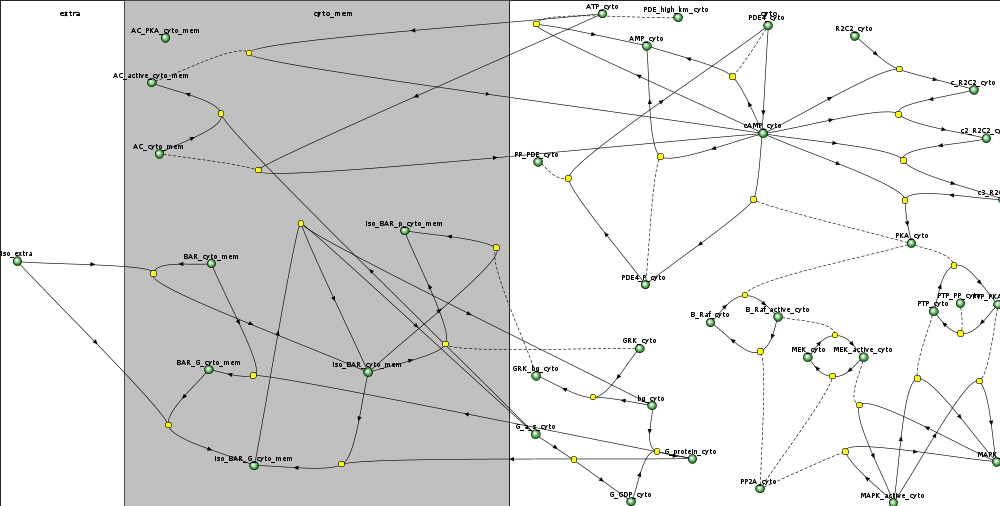 extra
cyto_mem
cyto
ATP_cyto
PDE_high_km_cyto
PDE4_cyto
AC_PKA_cyto_mem
AMP_cyto
R2C2_cyto
AC_active_cyto_mem
c_R2C2_cyto
cAMP_cyto
c2_R2C2_c
AC_cyto_mem
PP_PDE_cyto
c3_R2C
Iso_BAR_p_cyto_mem
PKA_cyto
Iso_extra
BAR_cyto_mem
PDE4_P_cyto
PTP_PP_cyto
PTP_PKA
PTP_cyto
B_Raf_cyto
B_Raf_active_cyto
GRK_cyto
MEK_cyto
MEK_active_cyto
BAR_G_cyto_mem
Iso_BAR_cyto_mem
GRK_bg_cyto
bg_cyto
G_a_s_cyto
G_protein_cyto
MAPK_
Iso_BAR_G_cyto_mem
PP2A_cyto
G_GDP_cyto
MAPK_active_cyto